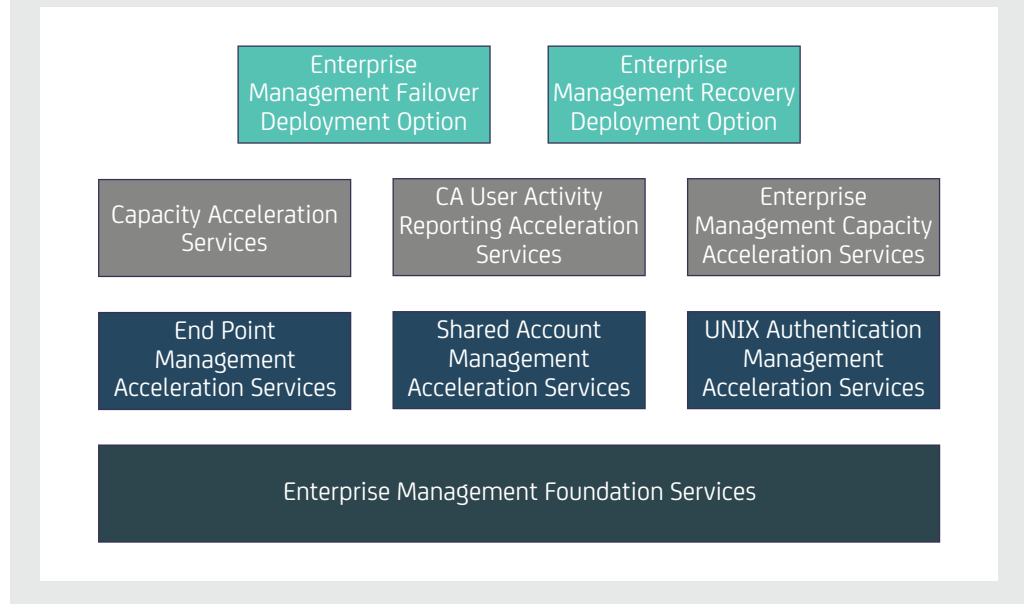 Enterprise
Management Failover
Deployment Option
Enterprise
Management Recovery
Deployment Option
Capacity Acceleration
Services
CA User Activity
Reporting Acceleration
Services
Enterprise
Management Capacity
Acceleration Services
End Point
Management
Acceleration Services
Shared Account
Management
Acceleration Services
UNIX Authentication
Management
Acceleration Services
Enterprise Management Foundation Services